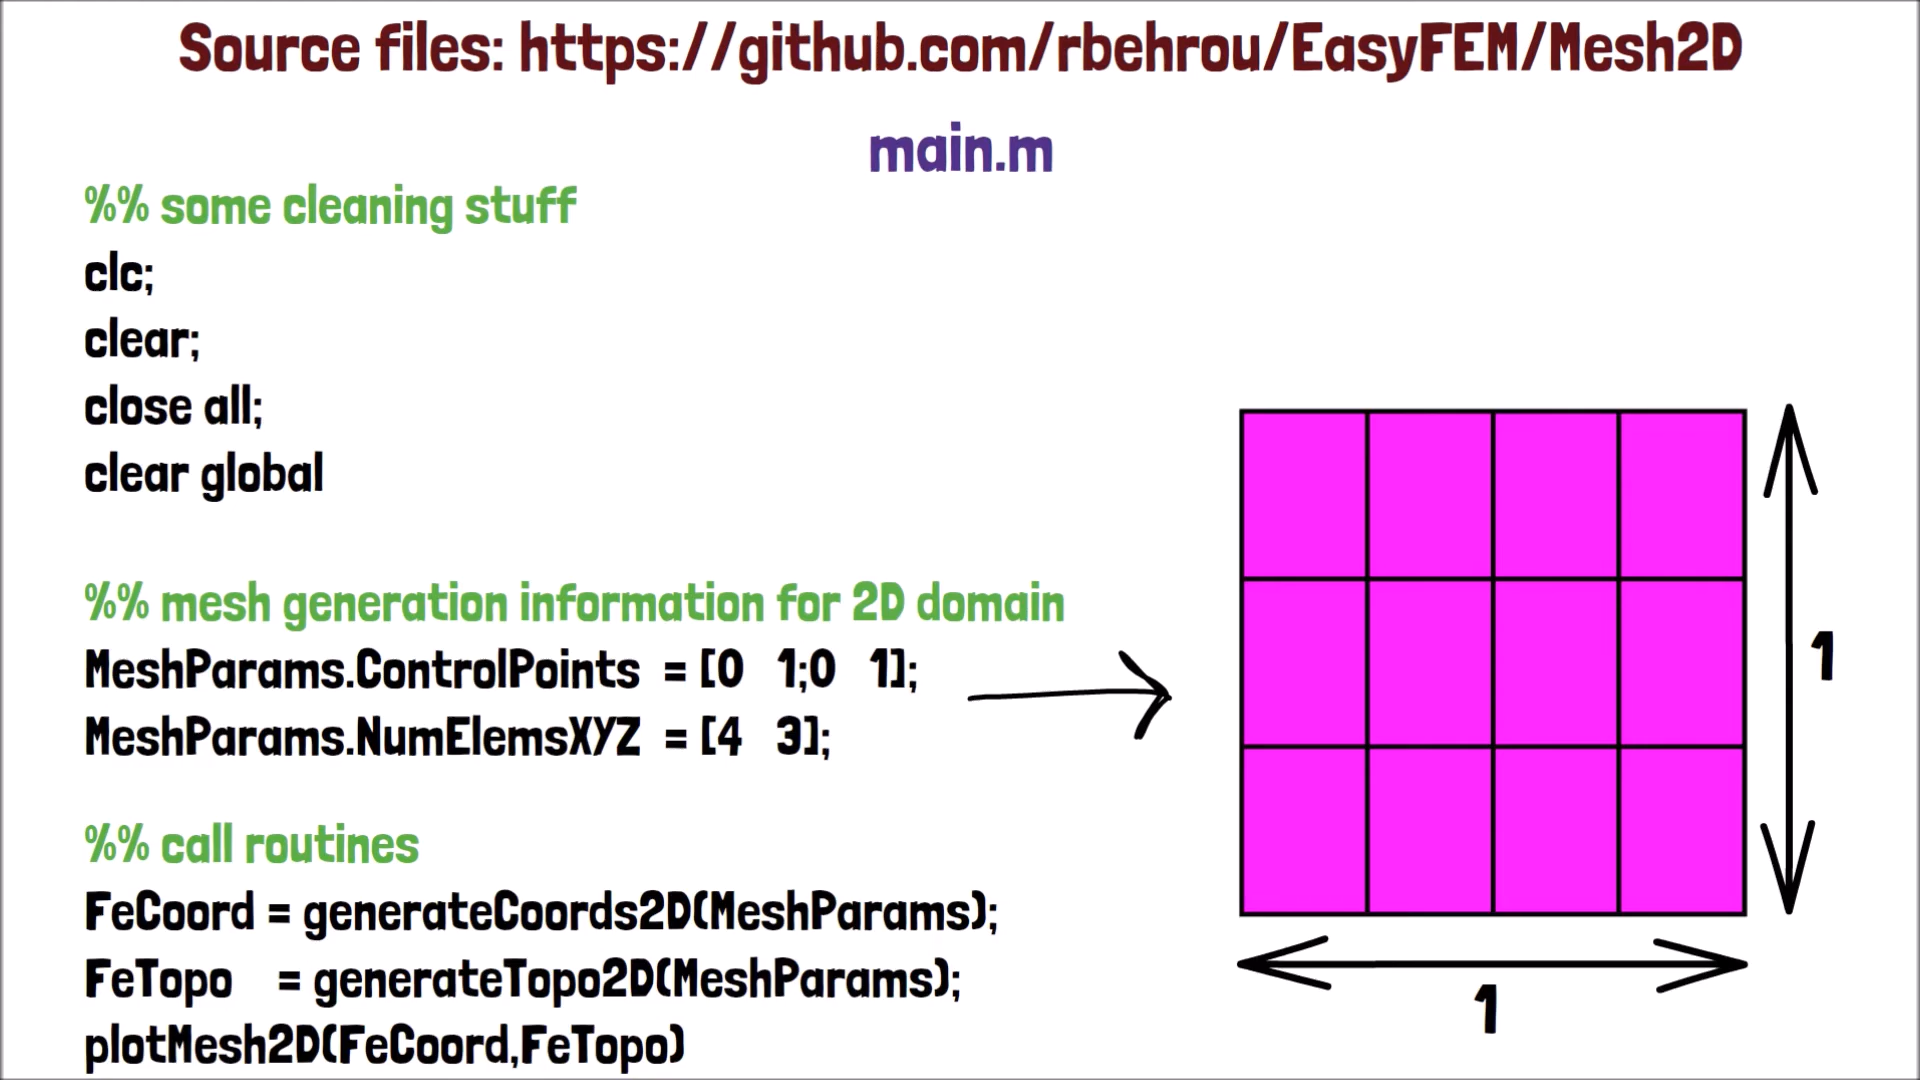 Source files: https://github.com/rbehrou/EasyFEM/Mesh2D
main.m
%% some cleaning stuff
clc;
clear;
close all;
clear global
%% mesh generation information for 2D domain
MeshParams.ControlPoints = [0 1;0 1];
MeshParams.NumElemsXYZ = [4 3];
%% call routines
FeCoord = generateCoords2D(MeshParams);
FeTopo = generateTopo2D(MeshParams);
plotMesh2D(FeCoord,FeTopo)
1
1